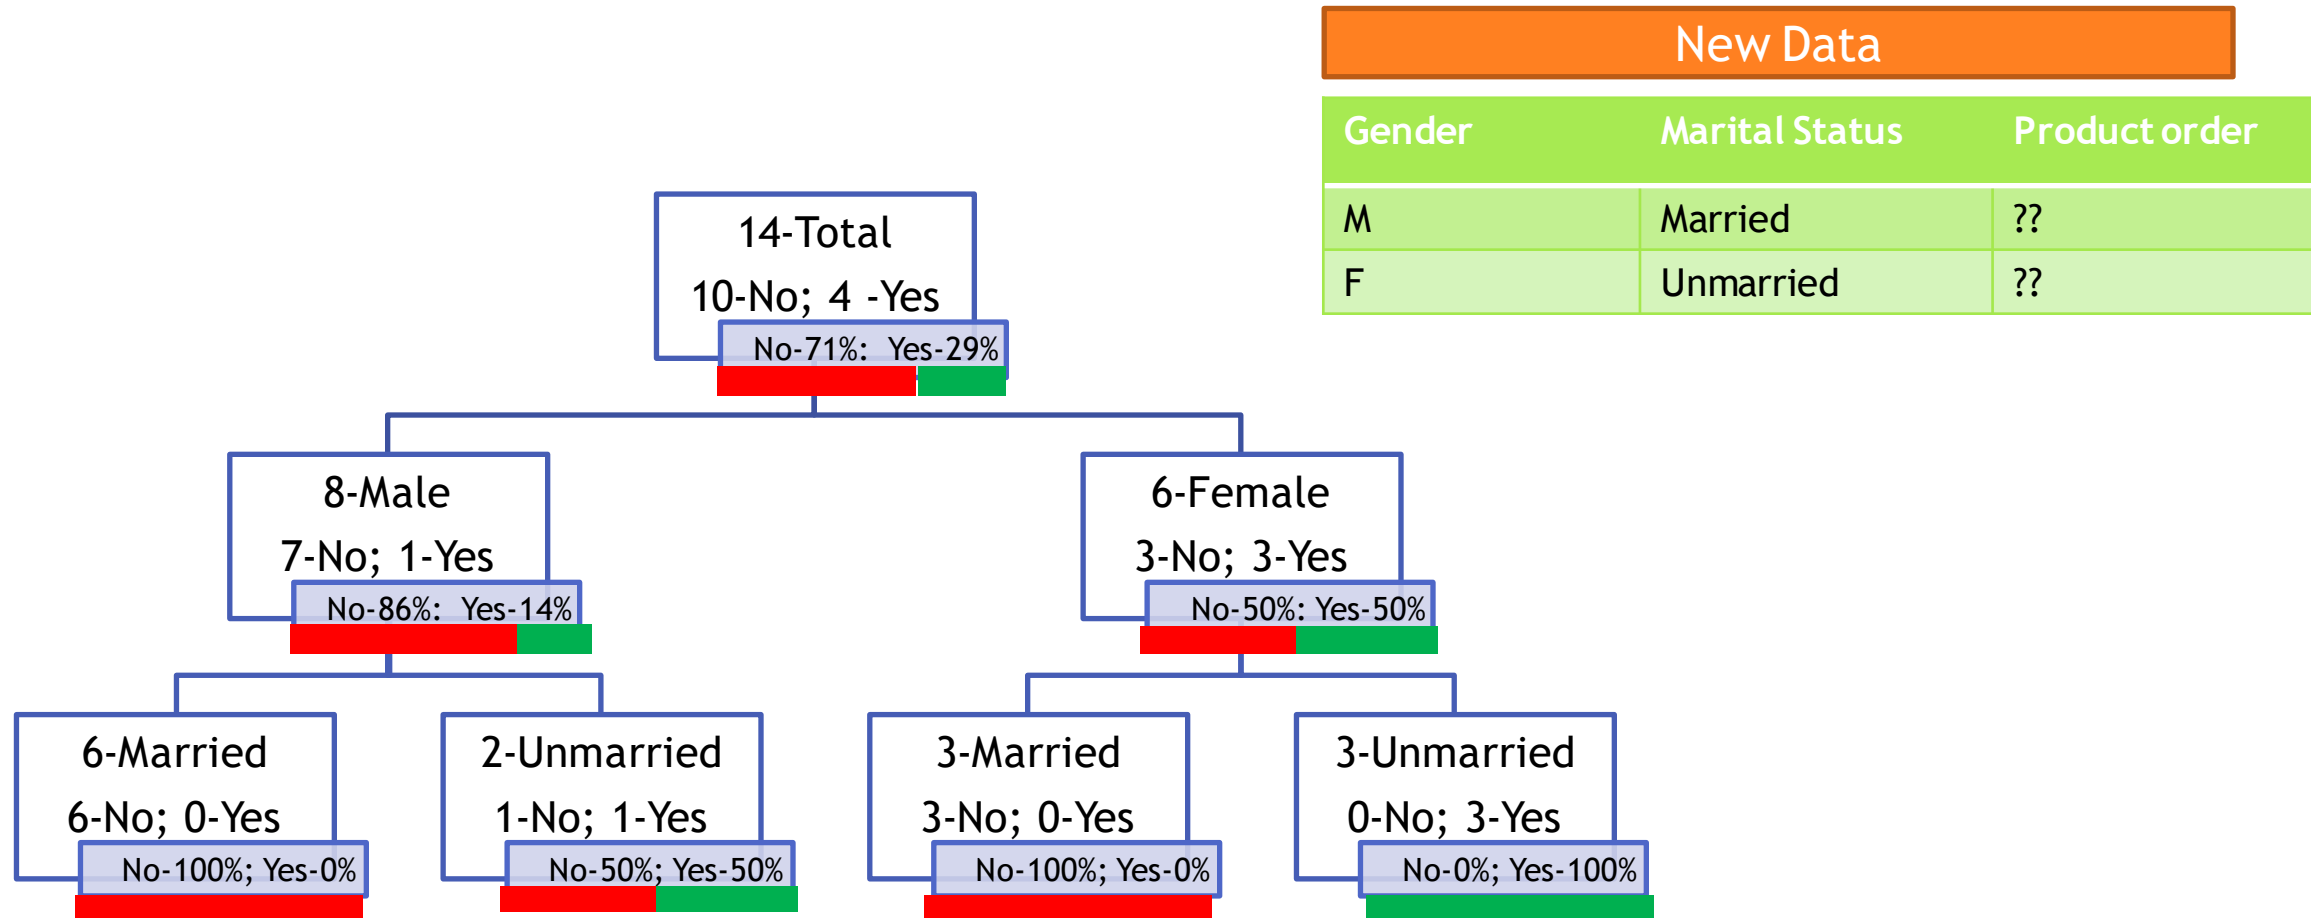 New Data
Gender Marital Status Product order
M Married ??
F Unmarried ??
14-Total
10-No; 4 -Yes
No-71%: Yes-29%
8-Male
7-No; 1-Yes
No-86%: Yes-14%
6-Female
3-No; 3-Yes
No-50%: Yes-50%
6-Married
6-No; 0-Yes
No-100%; Yes-0%
2-Unmarried
1-No; 1-Yes
No-50%; Yes-50%
3-Married
3-No; 0-Yes
No-100%; Yes-0%
3-Unmarried
0-No; 3-Yes
No-0%; Yes-100%